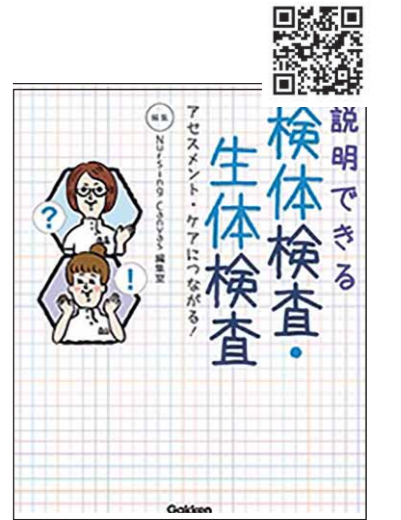 説明できる
検体検査・
生体検査
アセスメント・ケアにつながる!
編集 Nursing Canvas 編集室
?
!
Gakken